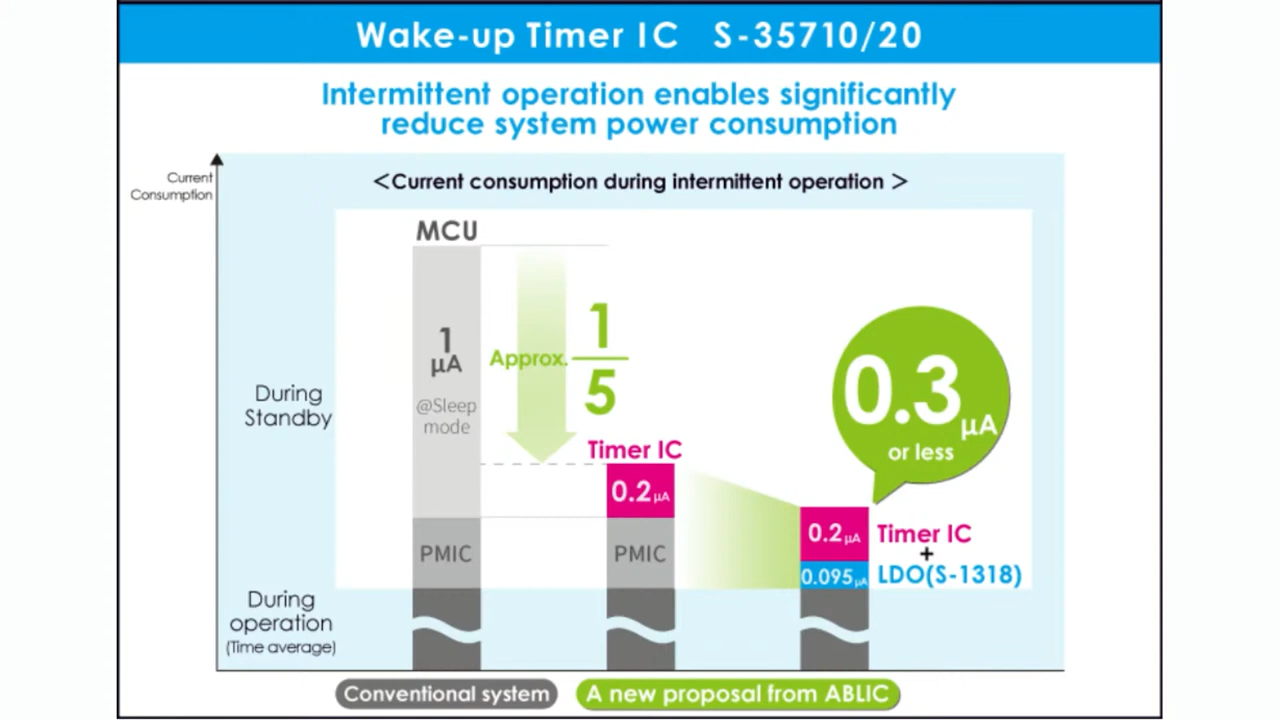 Wake-up Timer IC S-35710/20
Intermittent operation enables significantly
reduce system power consumption
Current
Consumption
<Current consumption during intermittent operation >
MCU
1
µA
@Sleep
mode
Approx.
1
5
During
Standby
Timer IC
0.2µA
0.3µA
or less
0.2µA
Timer IC
+
PMIC
PMIC
0.095µA
LDO(S-1318)
During
operation
(Time average)
Conventional system
A new proposal from ABLIC